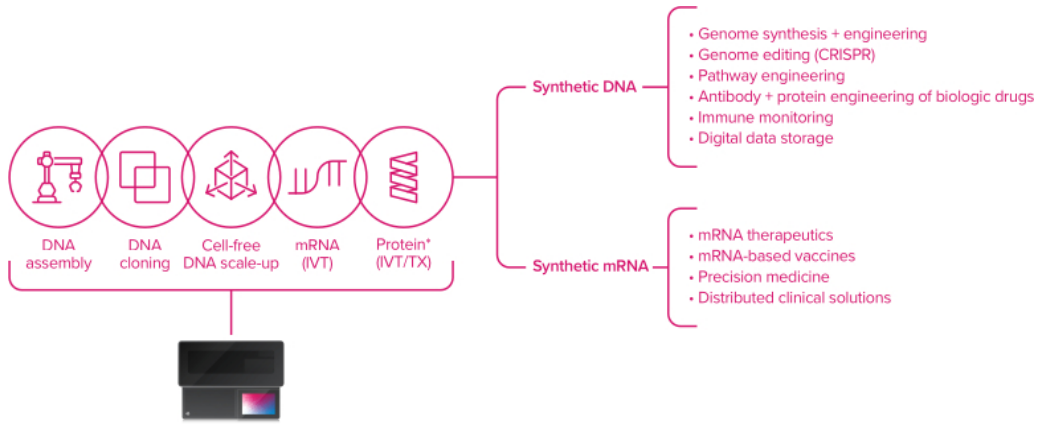 DNA
assembly
DNA
cloning
Cell-free
DNA scale-up
mRNA
(IVT)
Protein*
(IVT/TX)
Synthetic DNA
• Genome synthesis + engineering
• Genome editing (CRISPR)
• Pathway engineering
• Antibody + protein engineering of biologic drugs
• Immune monitoring
• Digital data storage
Synthetic mRNA
• mRNA therapeutics
• mRNA-based vaccines
• Precision medicine
• Distributed clinical solutions